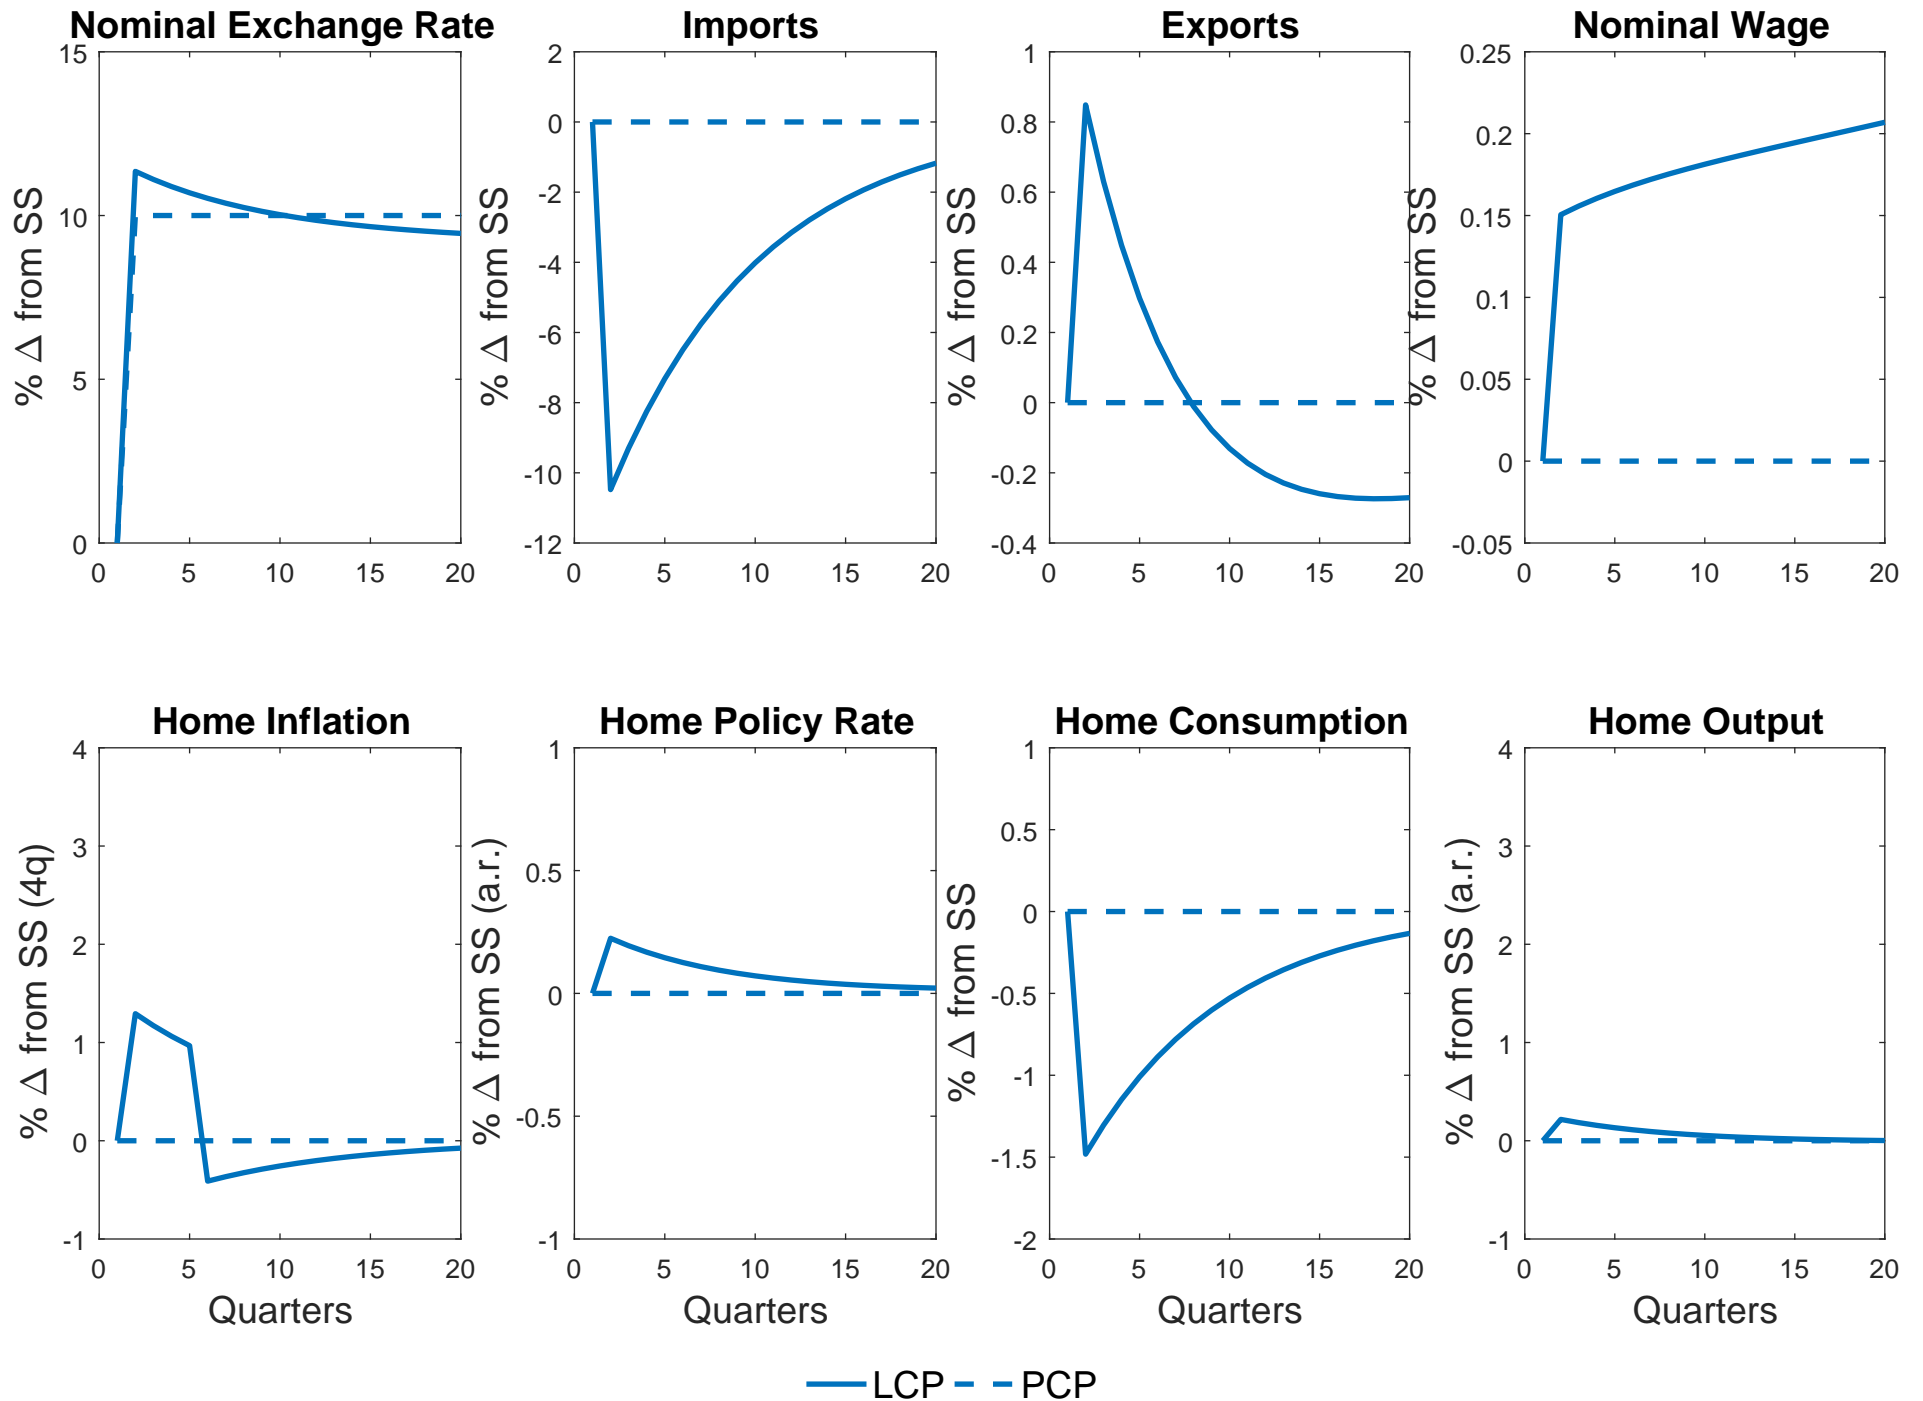 Nominal Exchange Rate
Imports
Exports
Nominal Wage
% Δ from SS
15
10
5
0
0 5 10 15 20
% Δ from SS
2
0
-2
-4
-6
-8
-10
-12
0 5 10 15 20
% Δ from SS
1
0.8
0.6
0.4
0.2
0
-0.2
-0.4
0 5 10 15 20
% Δ from SS
0.25
0.2
0.15
0.1
0.05
0
-0.05
0 5 10 15 20
Home Inflation
Home Policy Rate
Home Consumption
Home Output
% Δ from SS (4q)
4
3
2
1
0
-1
0 5 10 15 20
Quarters
% Δ from SS (a.r.)
1
0.5
0
-0.5
-1
0 5 10 15 20
Quarters
% Δ from SS
1
0.5
0
-0.5
-1
-1.5
-2
0 5 10 15 20
Quarters
% Δ from SS (a.r.)
4
3
2
1
0
-1
0 5 10 15 20
Quarters
LCP PCP